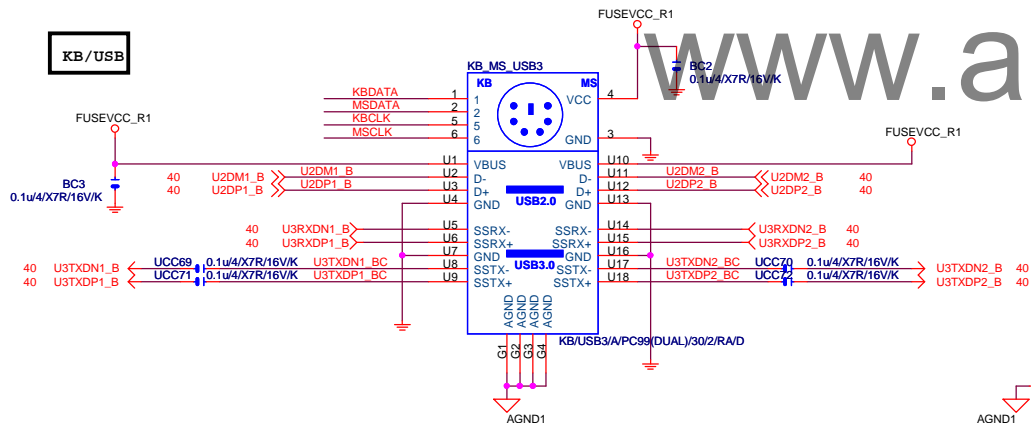 FUSEVCC_R1
www.a
KB/USB
KB_MS_USB3
BC2
0.1u/4/X7R/16V/K
KB MS
KBDATA 1 1 VCC 4
MSDATA 2 2
KBCLK 5 5
MSCLK 6 6 GND 3
FUSEVCC_R1
FUSEVCC_R1
U1 VBUS VBUS U10
40 U2DM1_B U2DM1_B U2 D- D- U11 U2DM2_B U2DM2_B 40
40 U2DP1_B U2DP1_B U3 D+ D+ U12 U2DP2_B U2DP2_B 40
BC3
0.1u/4/X7R/16V/K
U4 GND GND U13
USB2.0
40 U3RXDN1_B U5 SSRX- SSRX- U14 U3RXDN2_B 40
40 U3RXDP1_B U6 SSRX+ SSRX+ U15 U3RXDP2_B 40
U7 GND GND U16
USB3.0
40 U3TXDN1_B UCC69 0.1u/4/X7R/16V/K U3TXDN1_BC U8 SSTX- SSTX- U17 U3TXDN2_BC UCC70 0.1u/4/X7R/16V/K U3TXDN2_B 40
40 U3TXDP1_B UCC71 0.1u/4/X7R/16V/K U3TXDP1_BC U9 SSTX+ SSTX+ U18 U3TXDP2_BC UCC72 0.1u/4/X7R/16V/K U3TXDP2_B 40
AGND AGND AGND AGND
G1 G2 G3 G4
KB/USB3/A/PC99(DUAL)/30/2/RA/D
AGND1
AGND1